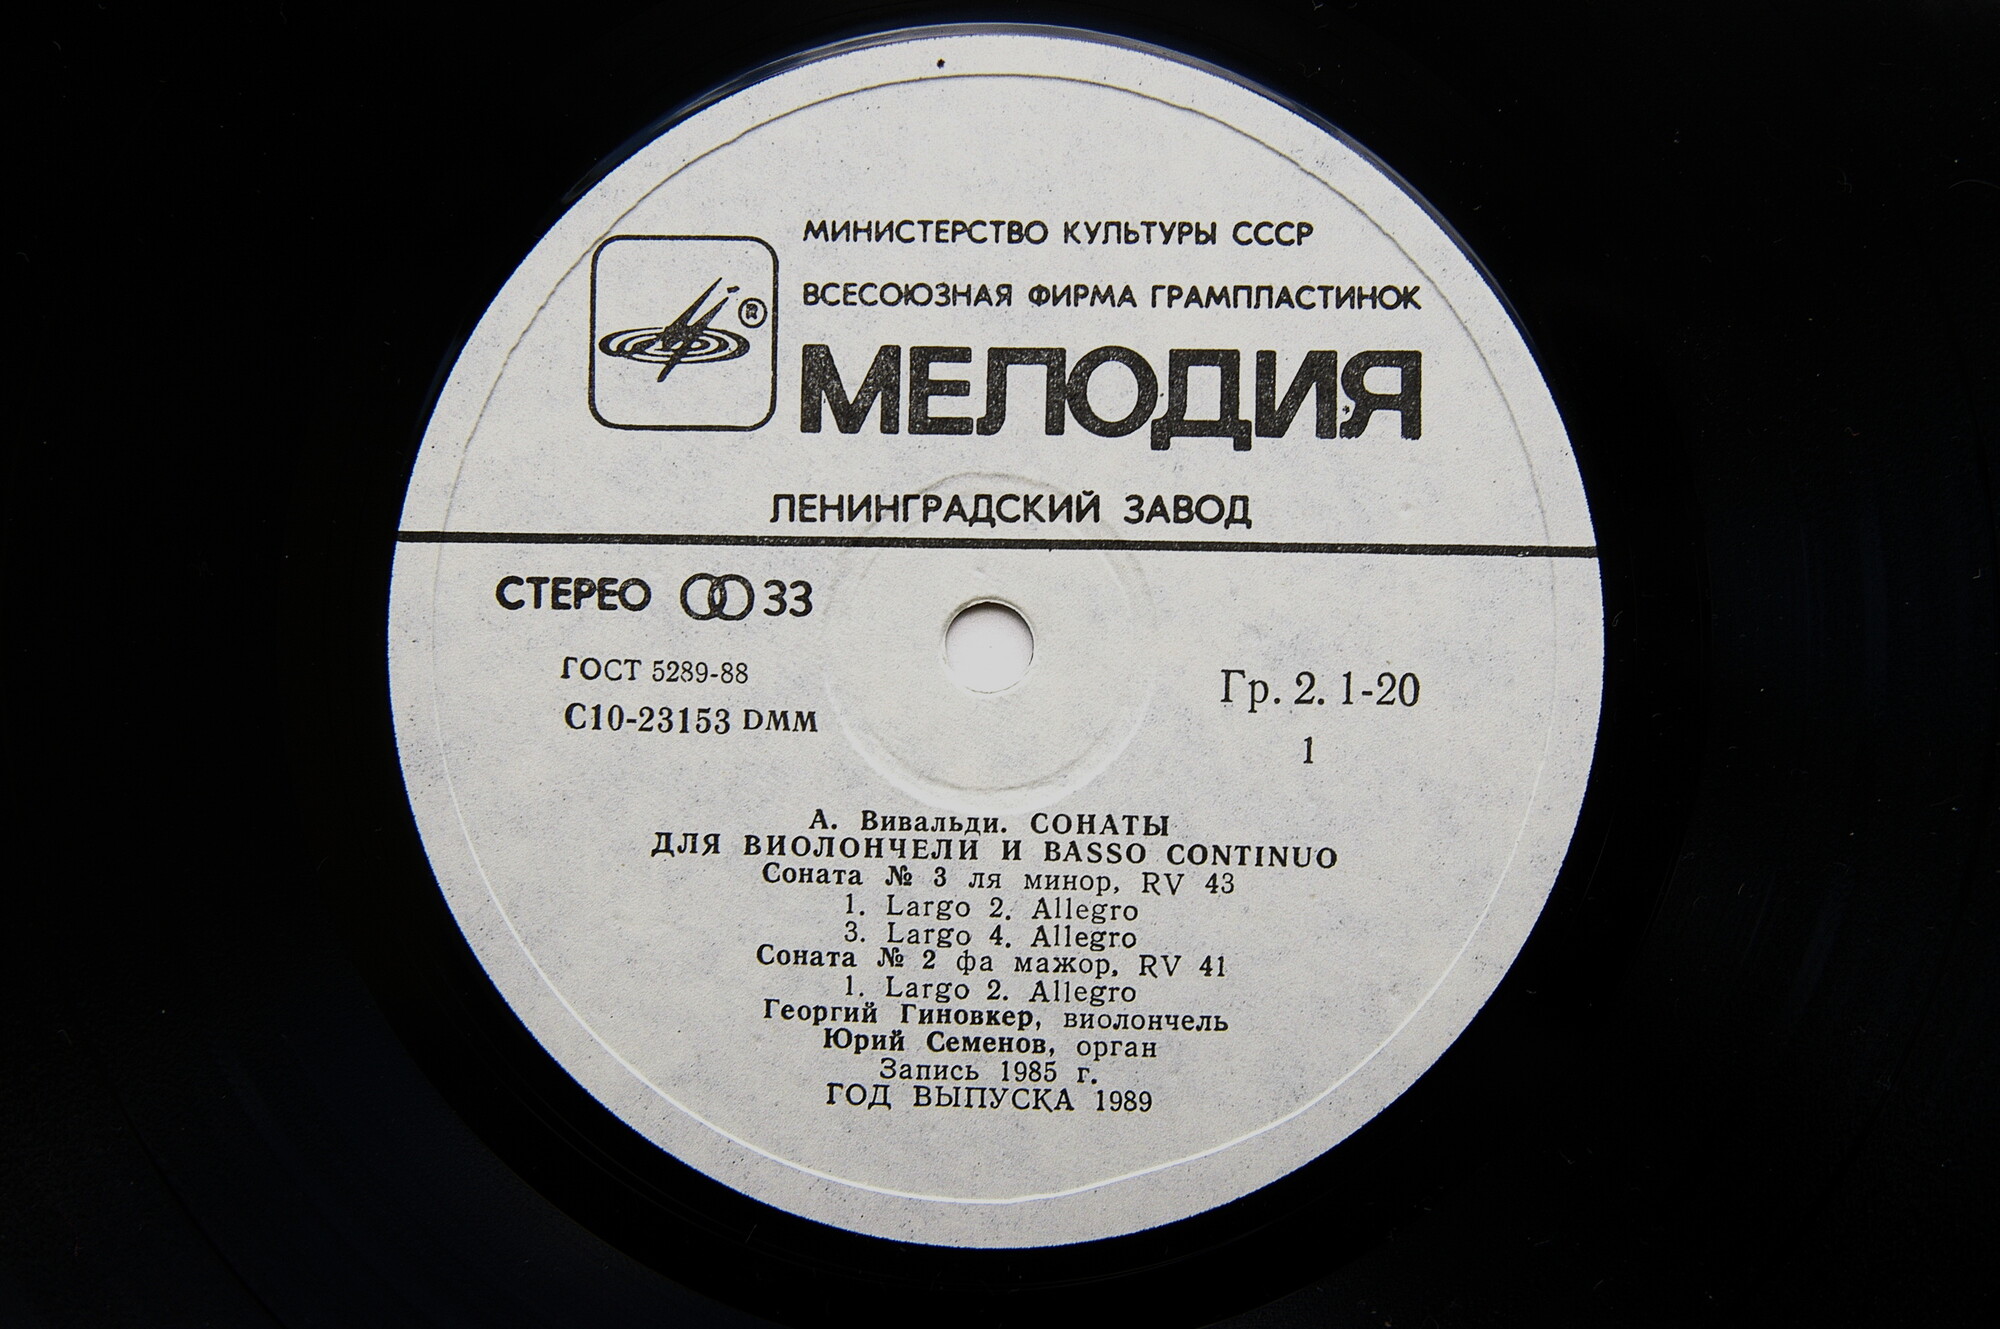 МИНИСТЕРСТВО КУЛЬТУРЫ СССР
ВСЕСОЮЗНАЯ ФИРМА ГРАМПЛАСТИНОК
МЕЛОДИЯ
ЛЕНИНГРАДСКИЙ ЗАВОД
СТЕРЕО 33
ГОСТ 5289-88
С10-23153 DMM
Гр. 2. 1-20
1
А. Вивальди. СОНАТЫ
ДЛЯ ВИОЛОНЧЕЛИ И BASSO CONTINUO
Соната № 3 ля минор, RV 43
1. Largo 2. Allegro
3. Largo 4. Allegro
Соната № 2 фа мажор, RV 41
1. Largo 2. Allegro
Георгий Гиновкер, виолончель
Юрий Семенов, орган
Запись 1985 г.
ГОД ВЫПУСКА 1989